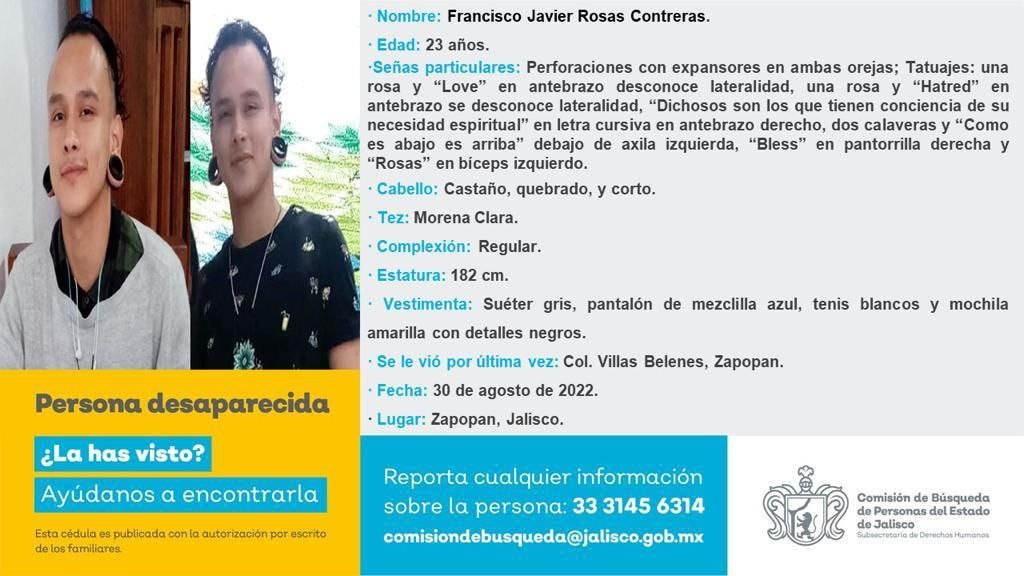 · Nombre: Francisco Javier Rosas Contreras.
· Edad: 23 años.
·Señas particulares: Perforaciones con expansores en ambas orejas; Tatuajes: una
rosa y “Love” en antebrazo desconoce lateralidad, una rosa y “Hatred” en
antebrazo se desconoce lateralidad, “Dichosos son los que tienen conciencia de su
necesidad espiritual” en letra cursiva en antebrazo derecho, dos calaveras y “Como
es abajo es arriba” debajo de axila izquierda, “Bless” en pantorrilla derecha y
“Rosas” en bíceps izquierdo.
· Cabello: Castaño, quebrado, y corto.
· Tez: Morena Clara.
· Complexión: Regular.
· Estatura: 182 cm.
· Vestimenta: Suéter gris, pantalón de mezclilla azul, tenis blancos y mochila
amarilla con detalles negros.
· Se le vió por última vez: Col. Villas Belenes, Zapopan.
· Fecha: 30 de agosto de 2022.
· Lugar: Zapopan, Jalisco.
Persona desaparecida
¿La has visto?
Ayúdanos a encontrarla
Esta cédula es publicada con la autorización por escrito
de los familiares.
Reporta cualquier información
sobre la persona: 33 3145 6314
comisiondebusqueda@jalisco.gob.mx
Comisión de Búsqueda
de Personas del Estado
de Jalisco
Subsecretaría de Derechos Humanos